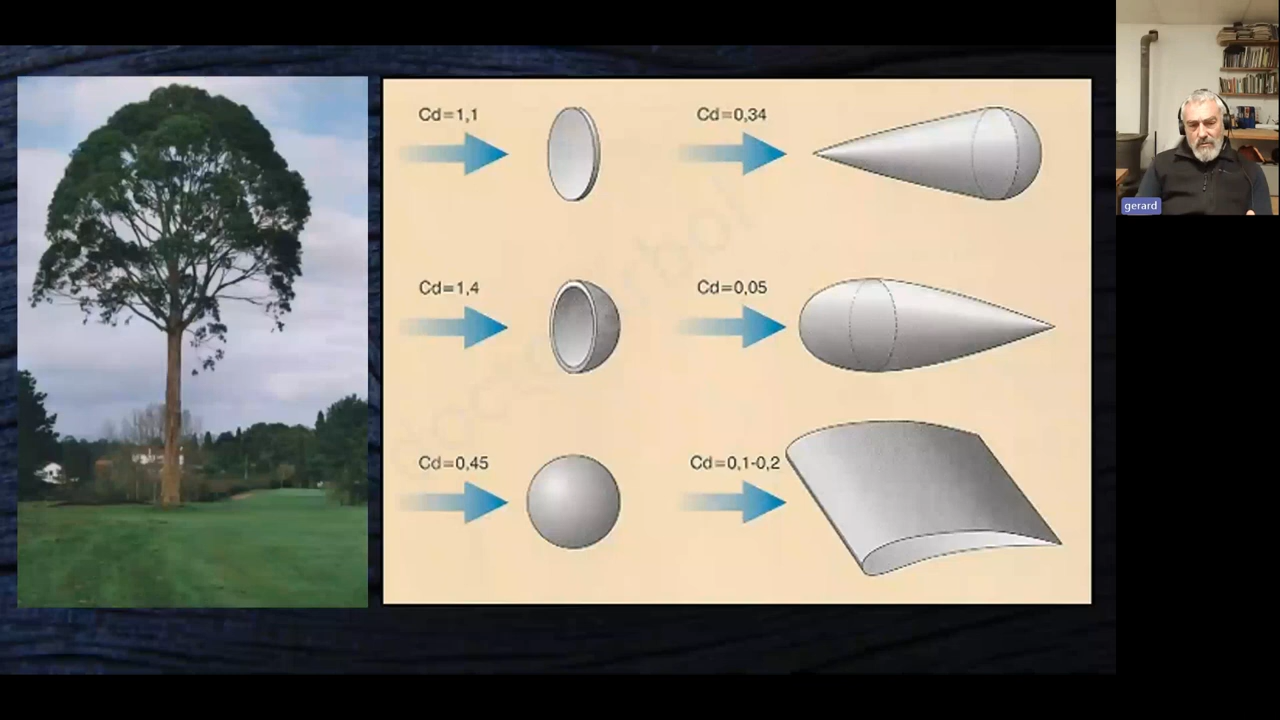 Cd=1,1
Cd=0,34
Cd=1,4
Cd=0,05
Cd=0,45
Cd=0,1-0,2
gerard